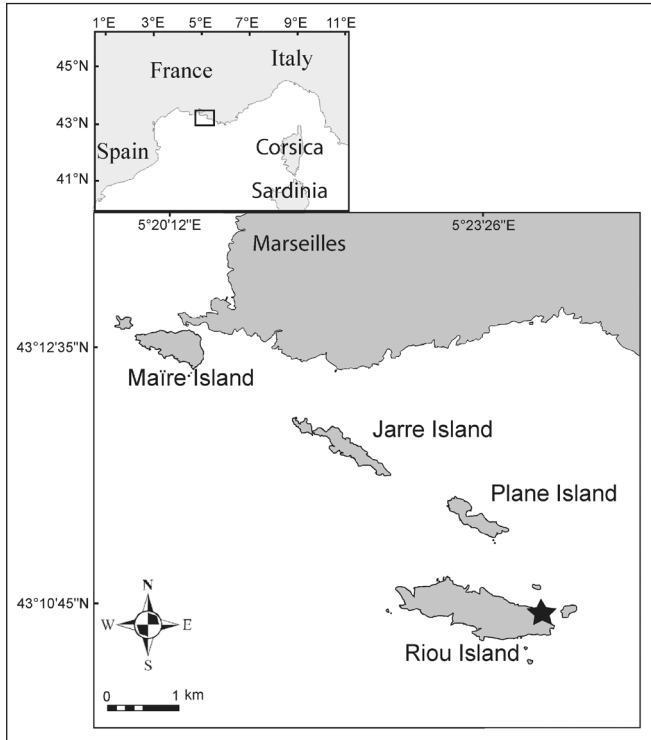 1°E 3°E 5°E 7°E 9°E 11°E
45°N
Italy
France
43°N
Corsica
Spain
41°N
Sardinia
5°20'12"E 5°23'26"E
Marseilles
43°12'35"N
Maïre Island
Jarre Island
Plane Island
43°10'45"N
N
W E
S
Riou Island
0 1 km